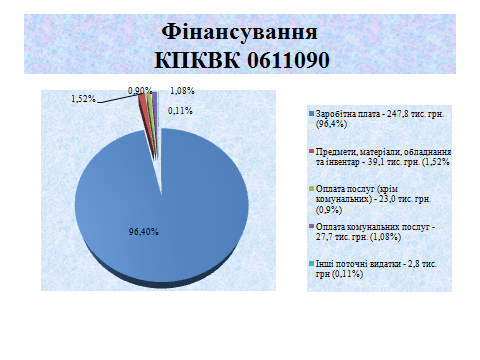 Фінансування
КПКВК 0611090
0,90%
1,08%
1,52%
0,11%
96,40%
Заробітна плата - 247,8 тис. грн.
(96,4%)
Предмети, матеріали, обладнання
та інвентар - 39,1 тис. грн. (1,52%
Оплата послуг (крім
комунальних) - 23,0 тис. грн.
(0,9%)
Оплата комунальних послуг -
27,7 тис. грн. (1,08%)
Інші поточні видатки - 2,8 тис.
грн (0,11%)